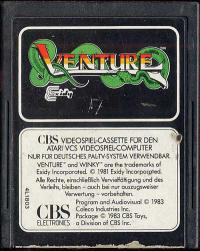 VENTURE
Exidy
CBS VIDEOSPIEL-CASSETTE FÜR DEN
ATARI VCS VIDEOSPIEL-COMPUTER
NUR FÜR DEUTSCHES PAL-TV-SYSTEM VERWENDBAR.
VENTURE™ and WINKY™ are the trademarks of
Exidy Incorporated. © 1981 Exidy Incorporated.
Alle Rechte, einschließlich Vervielfältigung und des
Verleihs, bleiben - auch bei nur auszugsweiser
Verwertung - vorbehalten.
Program and Audiovisual © 1983
Coleco Industries Inc.
Package © 1983 CBS Toys,
a Division of CBS Inc.
CBS
ELECTRONICS